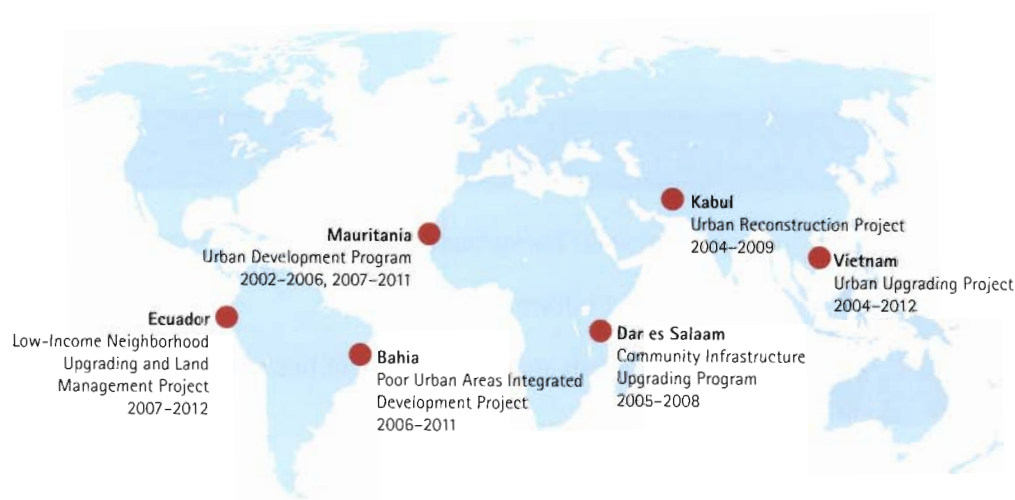 Kabul
Urban Reconstruction Project
2004–2009
Mauritania
Urban Development Program
2002–2006, 2007–2011
Vietnam
Urban Upgrading Project
2004–2012
Ecuador
Low-Income Neighborhood
Upgrading and Land
Management Project
2007–2012
Bahia
Poor Urban Areas Integrated
Development Project
2006–2011
Dar es Salaam
Community Infrastructure
Upgrading Program
2005–2008